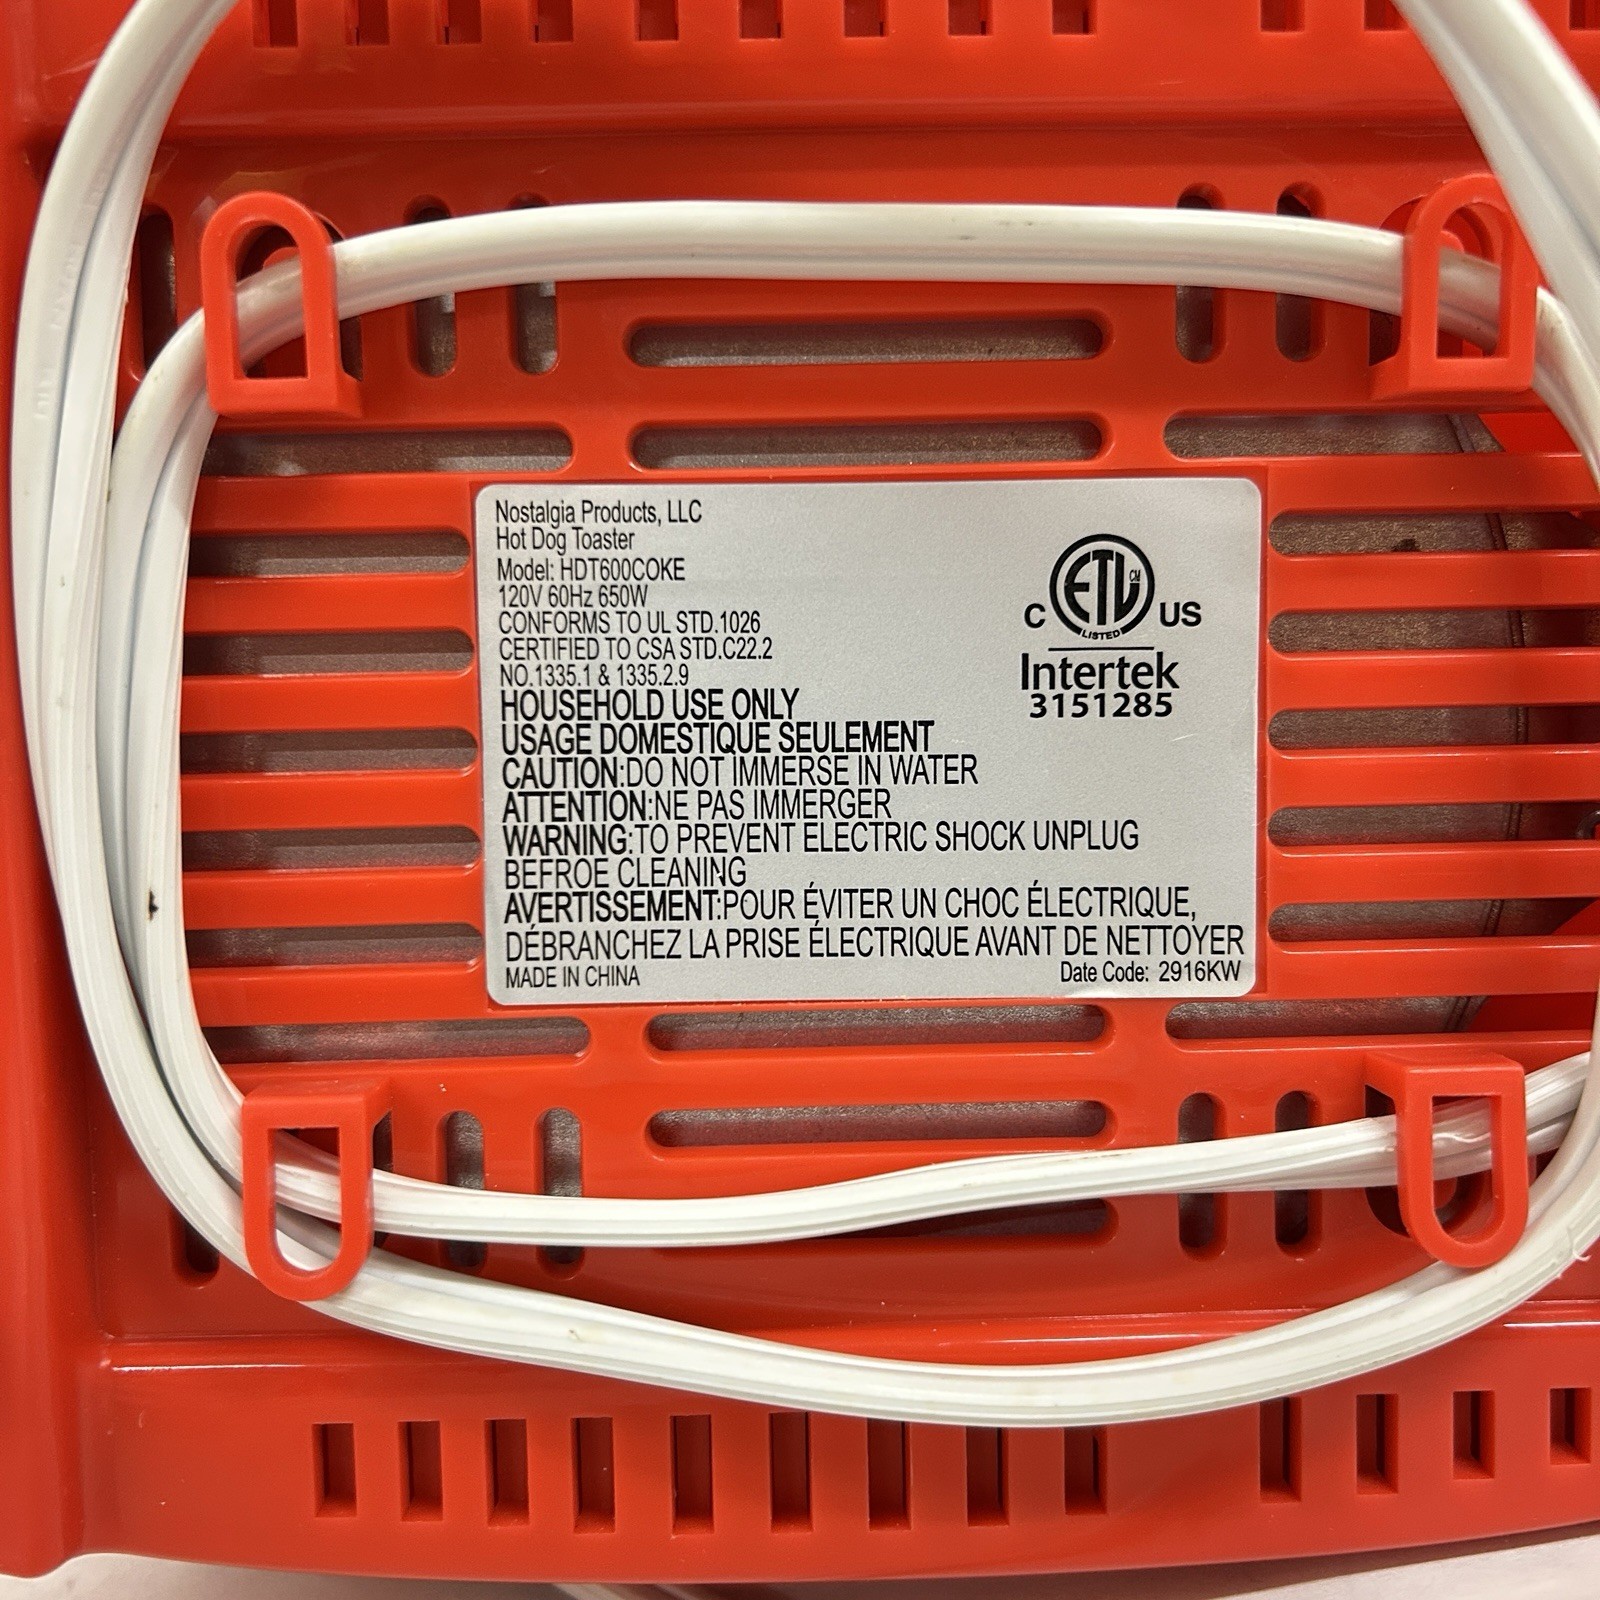 Nostalgia Products, LLC
Hot Dog Toaster
Model: HDT600COKE
120V 60Hz 650W
CONFORMS TO UL STD.1026
CERTIFIED TO CSA STD.C22.2
NO.1335.1 & 1335.2.9
HOUSEHOLD USE ONLY
USAGE DOMESTIQUE SEULEMENT
CAUTION:DO NOT IMMERSE IN WATER
ATTENTION:NE PAS IMMERGER
WARNING:TO PREVENT ELECTRIC SHOCK UNPLUG
BEFROE CLEANING
AVERTISSEMENT:POUR ÉVITER UN CHOC ÉLECTRIQUE,
DÉBRANCHEZ LA PRISE ÉLECTRIQUE AVANT DE NETTOYER
MADE IN CHINA
Date Code: 2916KW
C ETL CM US
LISTED
Intertek
3151285